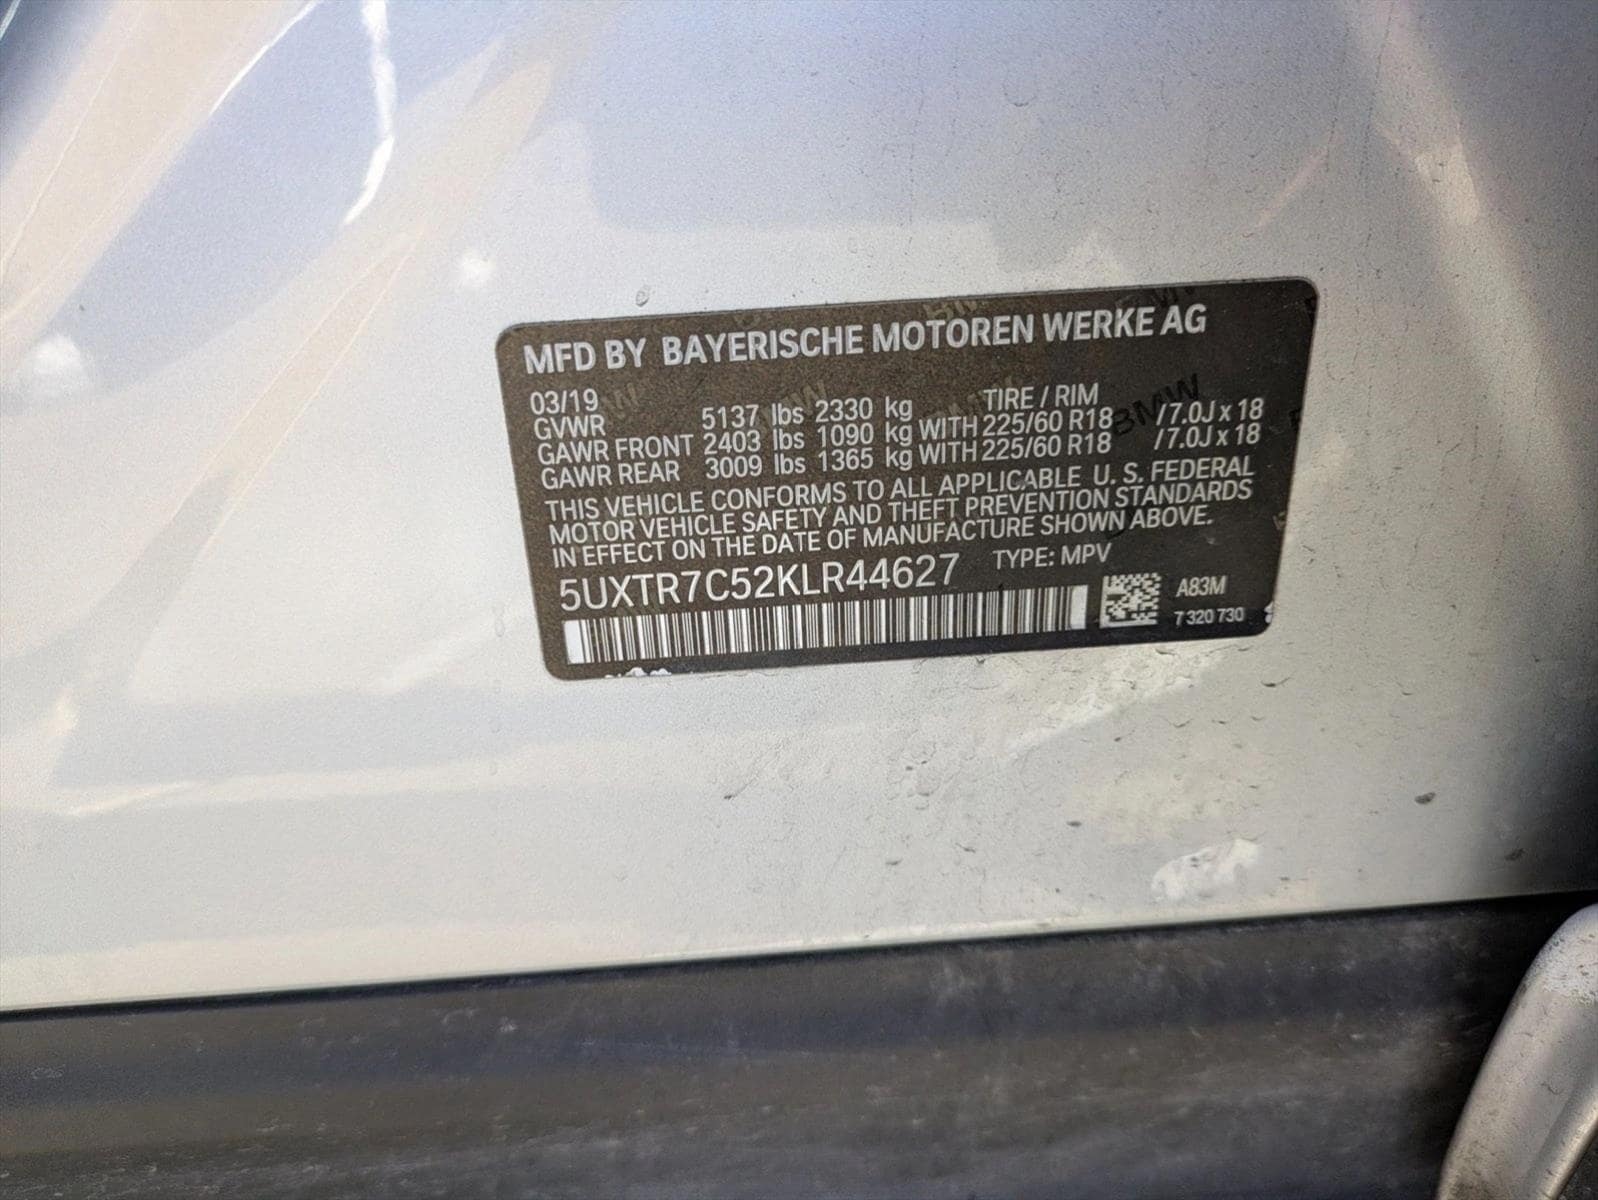 MFD BY BAYERISCHE MOTOREN WERKE AG
03/19 TIRE / RIM
GVWR 5137 lbs 2330 kg
GAWR FRONT 2403 lbs 1090 kg WITH 225/60 R18 /7.0J x 18
GAWR REAR 3009 lbs 1365 kg WITH 225/60 R18 /7.0J x 18
THIS VEHICLE CONFORMS TO ALL APPLICABLE U. S. FEDERAL
MOTOR VEHICLE SAFETY AND THEFT PREVENTION STANDARDS
IN EFFECT ON THE DATE OF MANUFACTURE SHOWN ABOVE.
5UXTR7C52KLR44627 TYPE: MPV
A83M
7 320 730
BMW